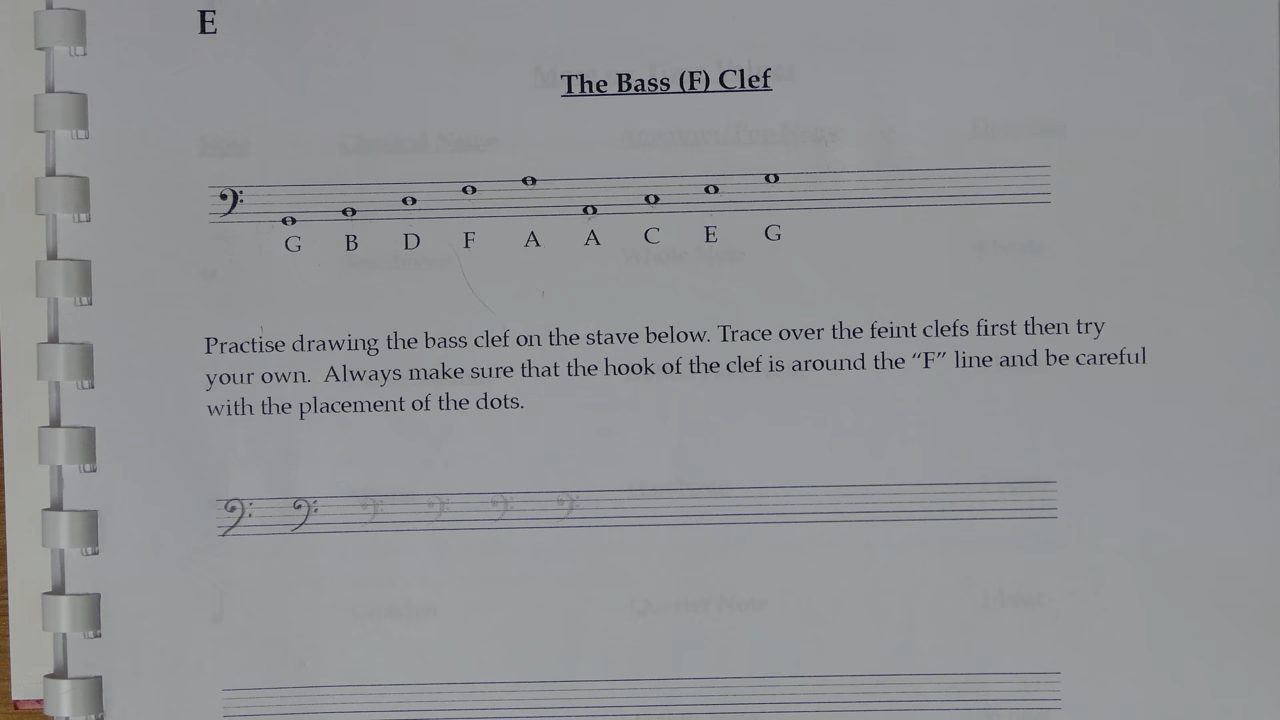 E
The Bass (F) Clef
G B D F A A C E G
Practise drawing the bass clef on the stave below. Trace over the feint clefs first then try
your own. Always make sure that the hook of the clef is around the “F” line and be careful
with the placement of the dots.